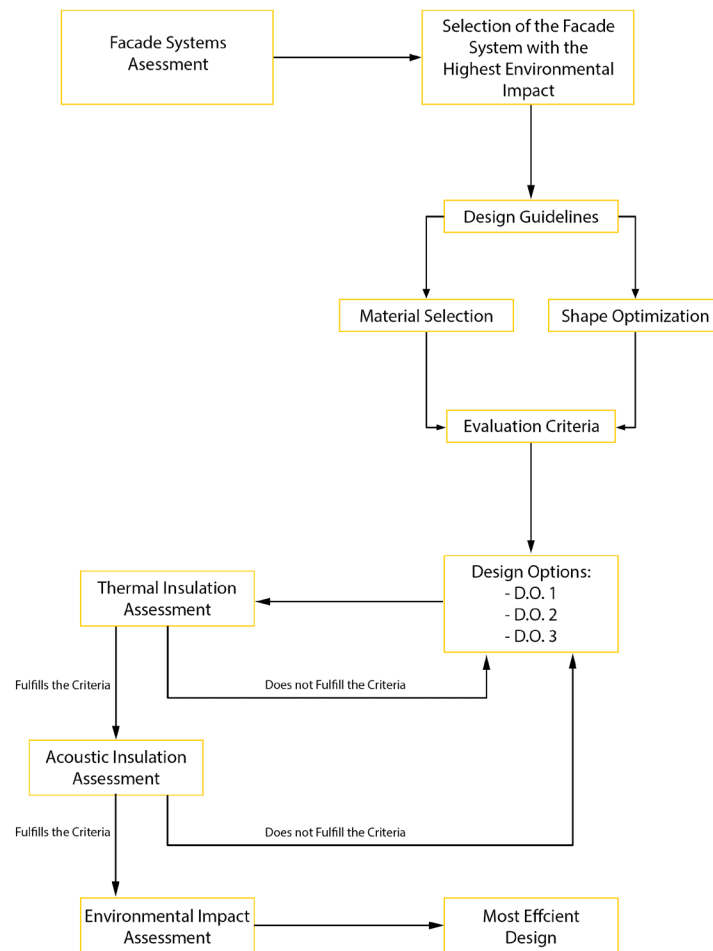 Facade Systems
Asessment
Selection of the Facade
System with the
Highest Environmental
Impact
Design Guidelines
Material Selection
Shape Optimization
Evaluation Criteria
Design Options:
- D.O. 1
- D.O. 2
- D.O. 3
Thermal Insulation
Assessment
Fulfills the Criteria
Does not Fulfill the Criteria
Acoustic Insulation
Assessment
Fulfills the Criteria
Does not Fulfill the Criteria
Environmental Impact
Assessment
Most Effcient
Design